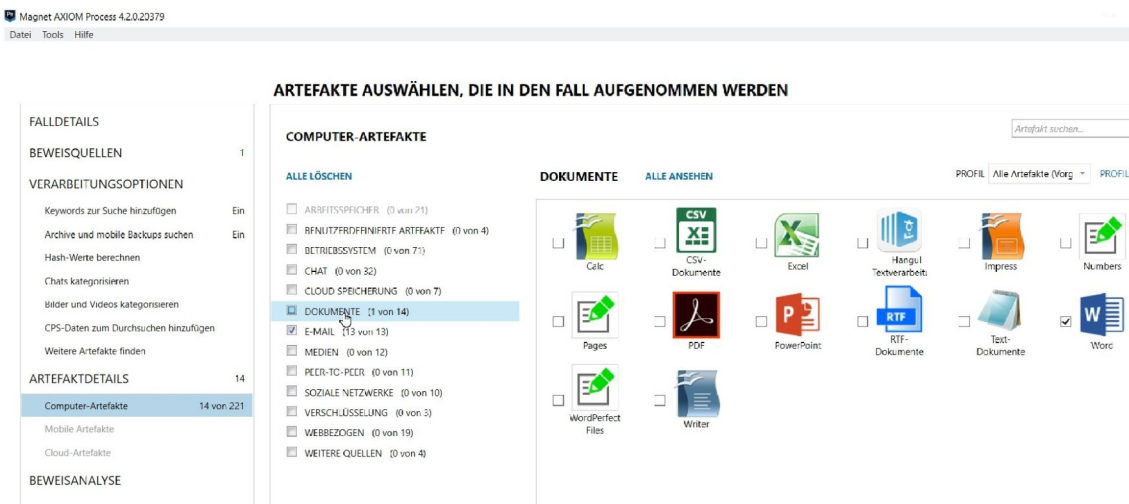 Magnet AXIOM Process 4.2.0.20379
Datei Tools Hilfe
ARTEFAKTE AUSWÄHLEN, DIE IN DEN FALL AUFGENOMMEN WERDEN
FALLDETAILS
BEWEISQUELLEN 1
VERARBEITUNGSOPTIONEN
Keywords zur Suche hinzufügen Ein
Archive und mobile Backups suchen Ein
Hash-Werte berechnen
Chats kategorisieren
Bilder und Videos kategorisieren
CPS-Daten zum Durchsuchen hinzufügen
Weitere Artefakte finden
ARTEFAKTDETAILS 14
Computer-Artefakte 14 von 221
Mobile Artefakte
Cloud-Artefakte
BEWEISANALYSE
COMPUTER-ARTEFAKTE
Artefakt suchen...
ALLE LÖSCHEN
ARBEITSSPEICHER (0 von 21)
BENUTZERDEFINIERTE ARTEFAKTE (0 von 4)
BETRIEBSSYSTEM (0 von 71)
CHAT (0 von 32)
CLOUD SPEICHERUNG (0 von 7)
DOKUMENTE (1 von 14)
E-MAIL (13 von 13)
MEDIEN (0 von 12)
PEER-TO-PEER (0 von 11)
SOZIALE NETZWERKE (0 von 10)
VERSCHLÜSSELUNG (0 von 3)
WEBBEZOGEN (0 von 19)
WEITERE QUELLEN (0 von 4)
DOKUMENTE ALLE ANSEHEN
PROFIL Alle Artefakte (Vorg PROFIL
CSV
Calc
CSV-
Dokumente
Excel
Hangul
Textverarbeit
Impress
Numbers
Pages
PDF
PowerPoint
RTF
RTF-
Dokumente
Text-
Dokumente
Word
WordPerfect
Files
Writer